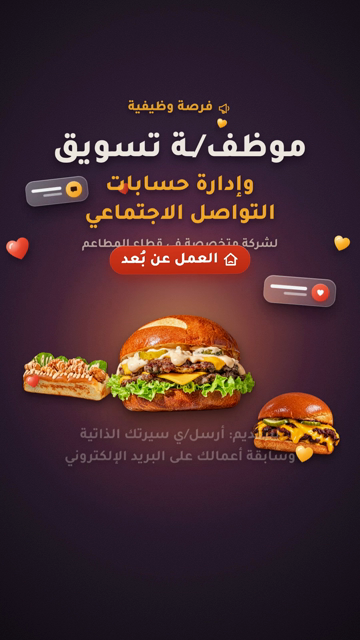 فرصة وظيفية
موظف/ة تسويق
وإدارة حسابات
التواصل الاجتماعي
لشركة متخصصة في قطاع المطاعم
العمل عن بُعد
أرسل/ي سيرتك الذاتية
وسابقة أعمالك على البريد الإلكتروني